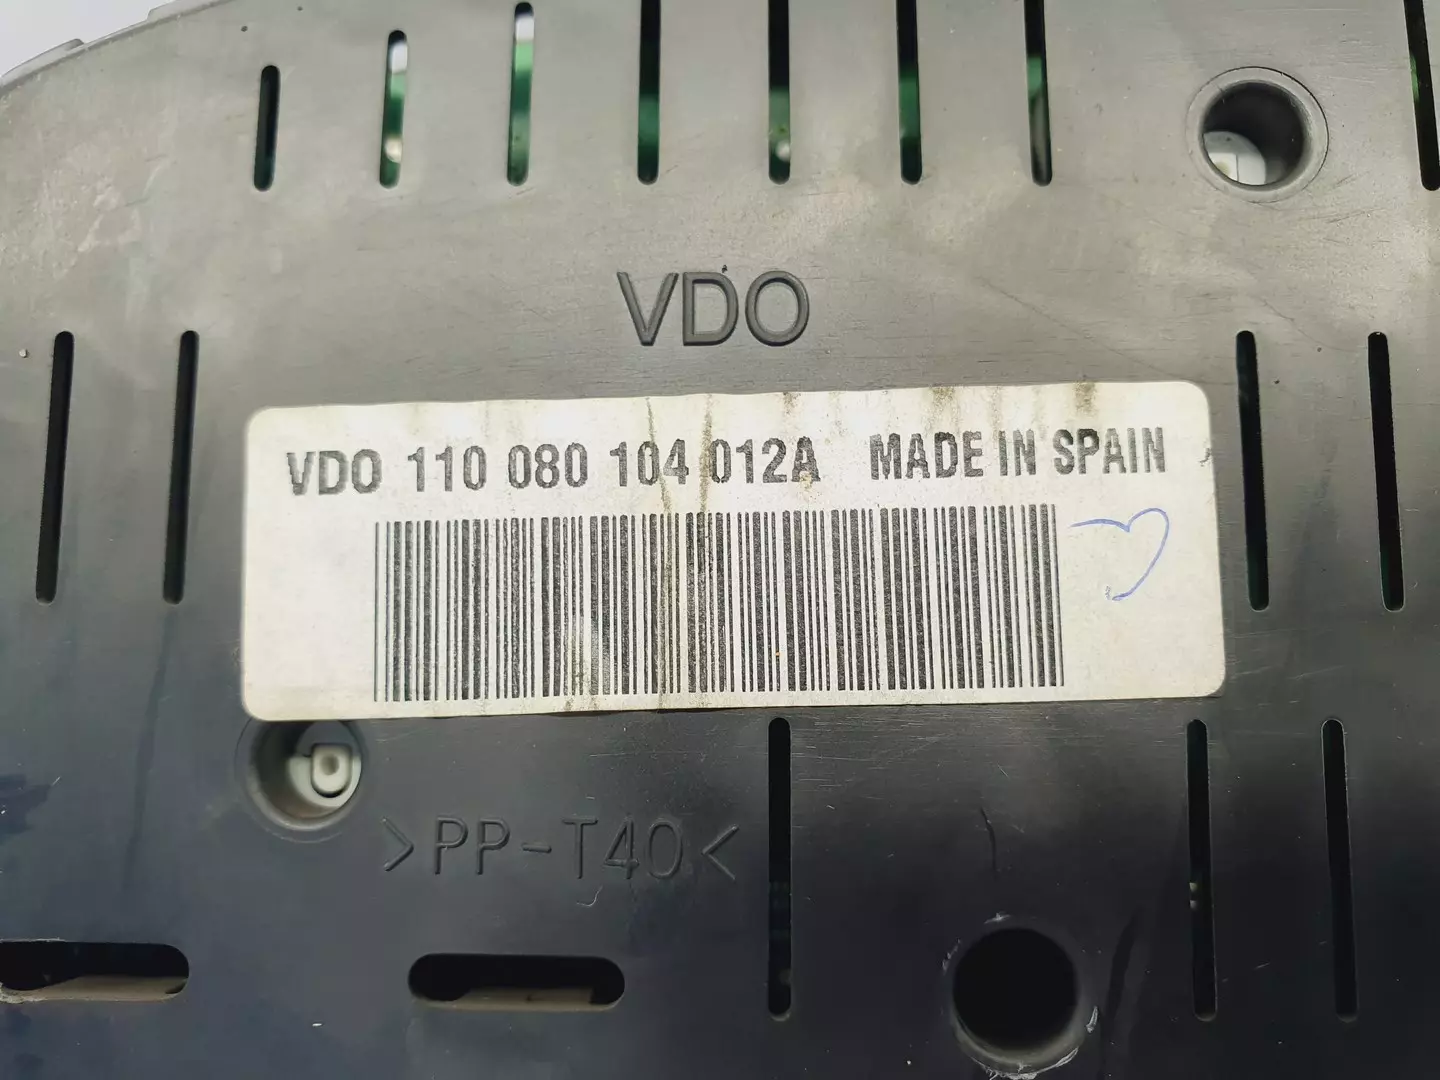 VDO
VDO 110 080 104 012A MADE IN SPAIN
>PP-T40<